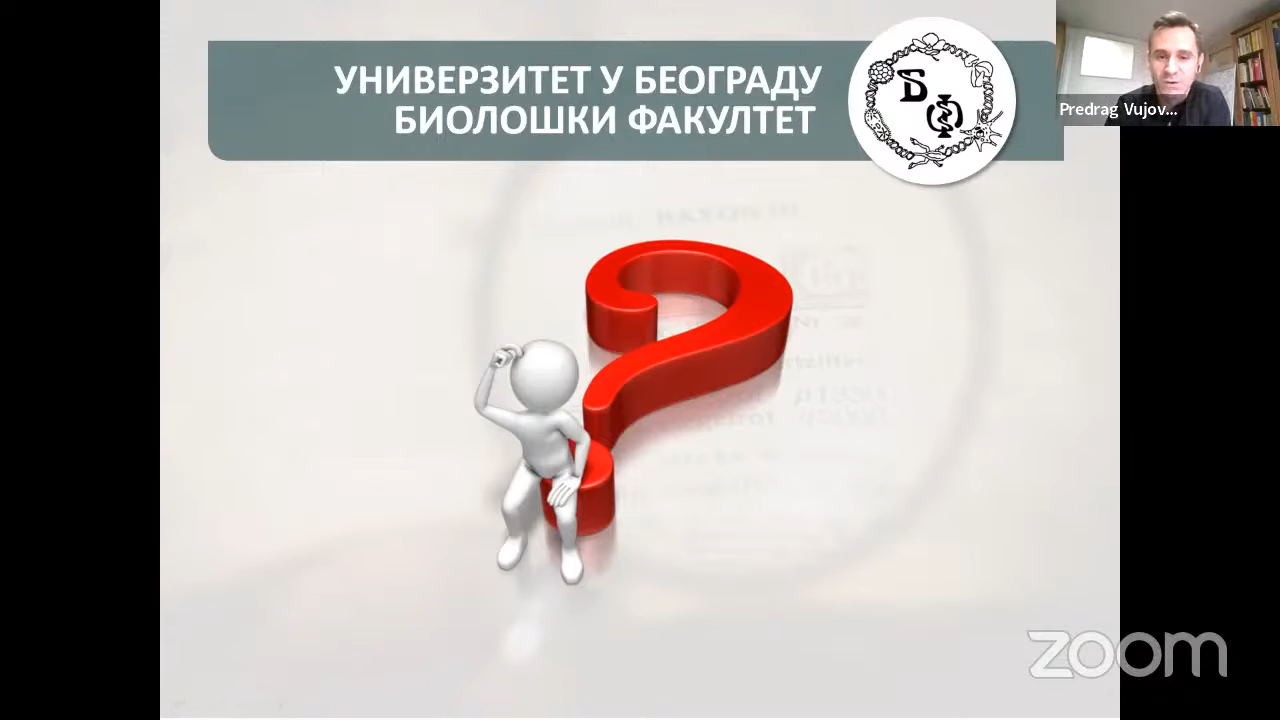 УНИВЕРЗИТЕТ У БЕОГРАДУ
БИОЛОШКИ ФАКУЛТЕТ
Б
Ф
Predrag Vujov...
zoom